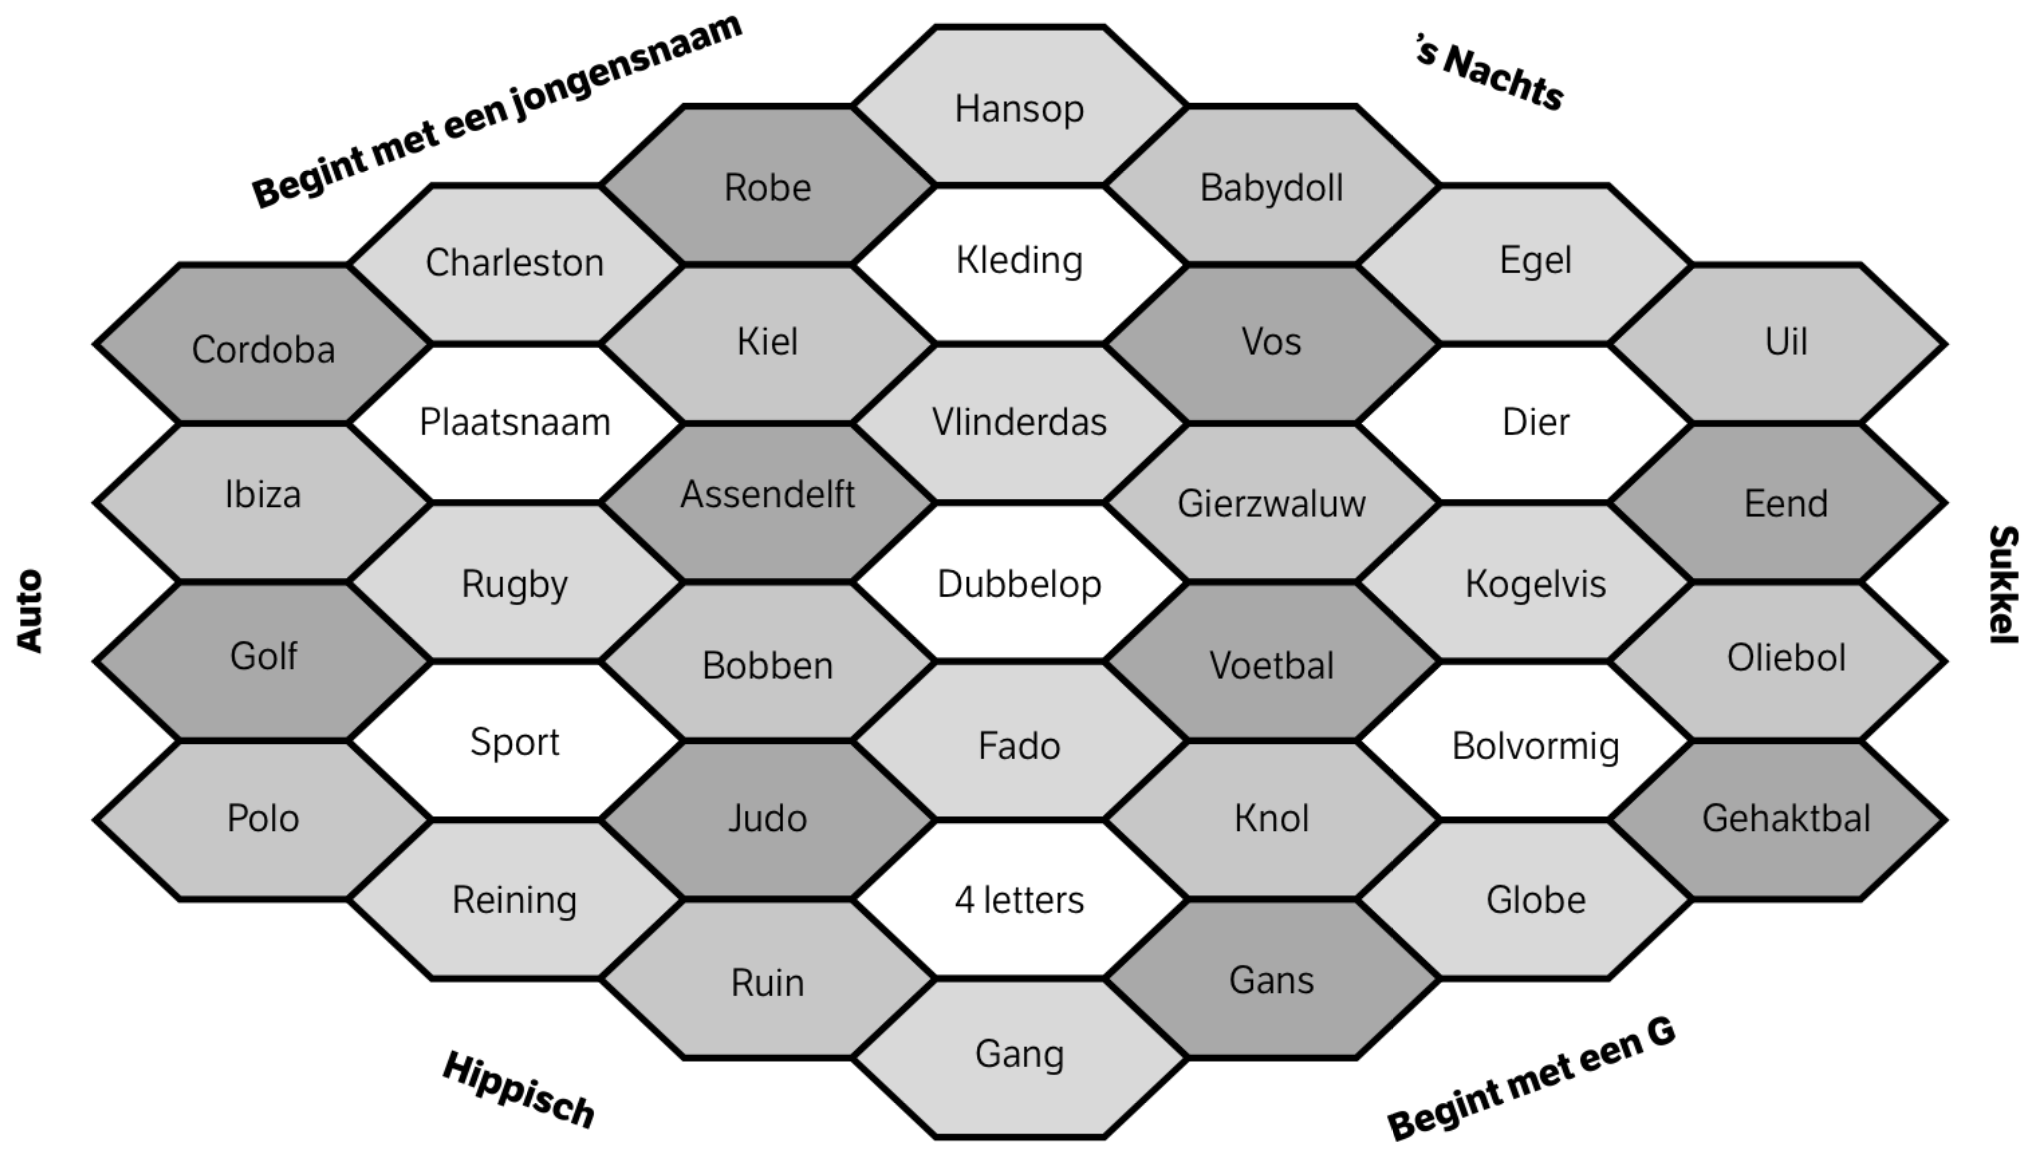 Begint met een jongensnaam
's Nachts
Hansop
Robe
Babydoll
Charleston
Kleding
Egel
Cordoba
Kiel
Vos
Uil
Plaatsnaam
Vlinderdas
Dier
Ibiza
Assendelft
Gierzwaluw
Eend
Auto
Rugby
Dubbelop
Kogelvis
Sukkel
Golf
Bobben
Voetbal
Oliebol
Sport
Fado
Bolvormig
Polo
Judo
Knol
Gehaktbal
Reining
4 letters
Globe
Ruin
Gans
Gang
Hippisch
Begint met een G